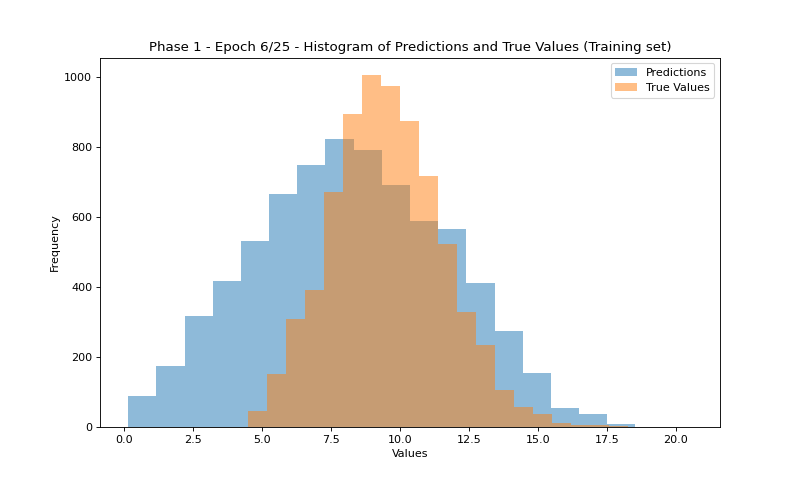 Phase 1 - Epoch 6/25 - Histogram of Predictions and True Values (Training set)
Predictions
True Values
1000
800
600
400
200
0
Frequency
0.0 2.5 5.0 7.5 10.0 12.5 15.0 17.5 20.0
Values